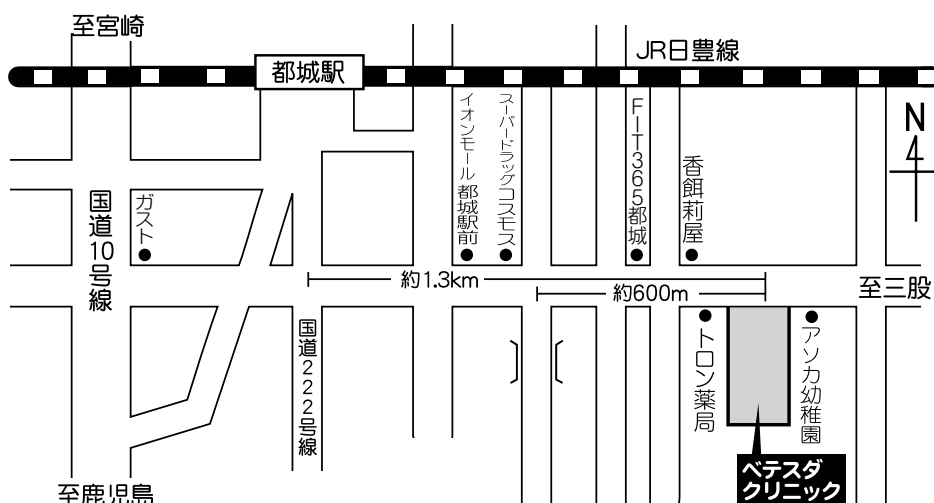 至宮崎
都城駅
JR日豊線
N
国道10号線
ガスト
イオンモール都城駅前
スーパードラッグコスモス
FIT365都城
香餌莉屋
約1.3km
約600m
至三股
国道222号線
トロン薬局
アソカ幼稚園
ベテスダ
クリニック
至鹿児島